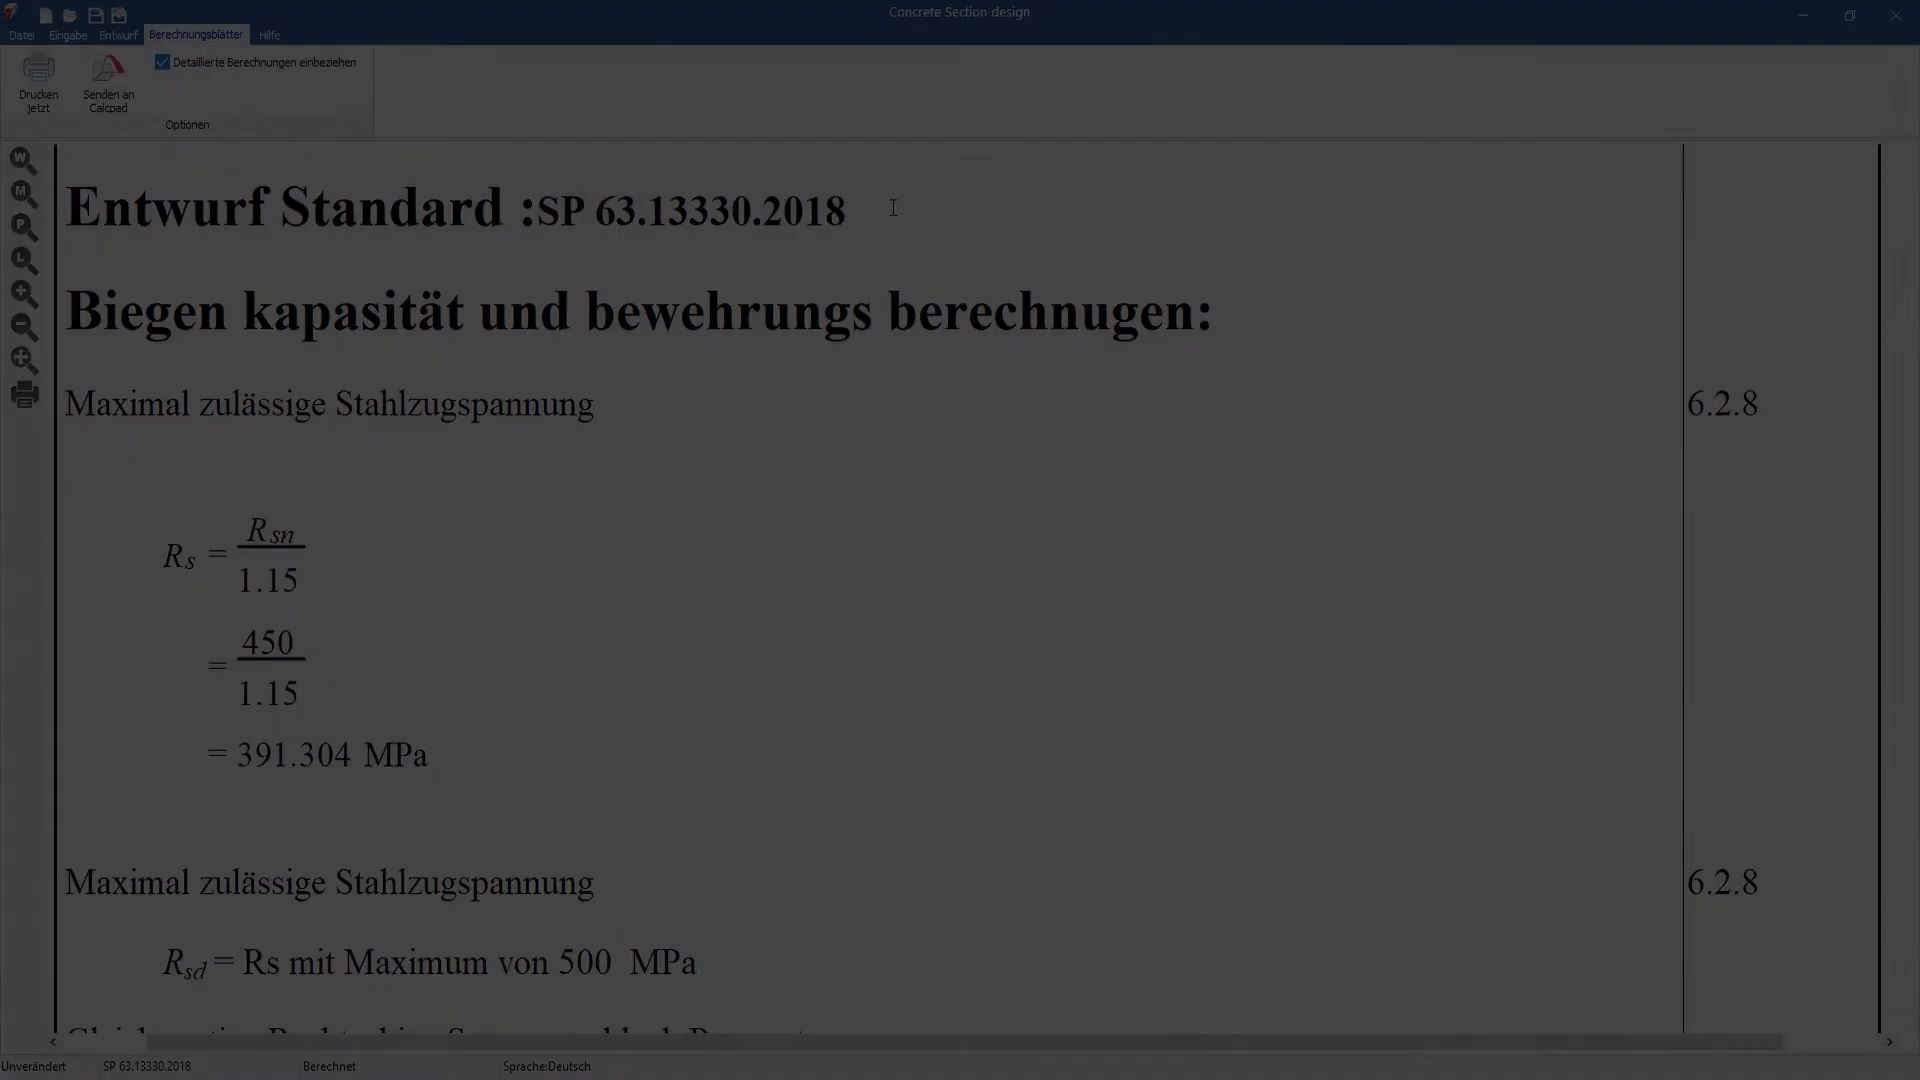 Concrete Section design
Datei Eingabe Entwurf Berechnungsblätter Hilfe
Detaillierte Berechnungen einbeziehen
Drucken jetzt
Senden an Calcpad
Optionen
W
M
P
L
Entwurf Standard :SP 63.13330.2018
Biegen kapasität und bewehrungs berechnugen:
Maximal zulässige Stahlzugspannung 6.2.8
Rs = Rsn
1.15
= 450
1.15
= 391.304 MPa
Maximal zulässige Stahlzugspannung 6.2.8
Rsd = Rs mit Maximum von 500 MPa
Unverändert SP 63.13330.2018 Berechnet Sprache:Deutsch